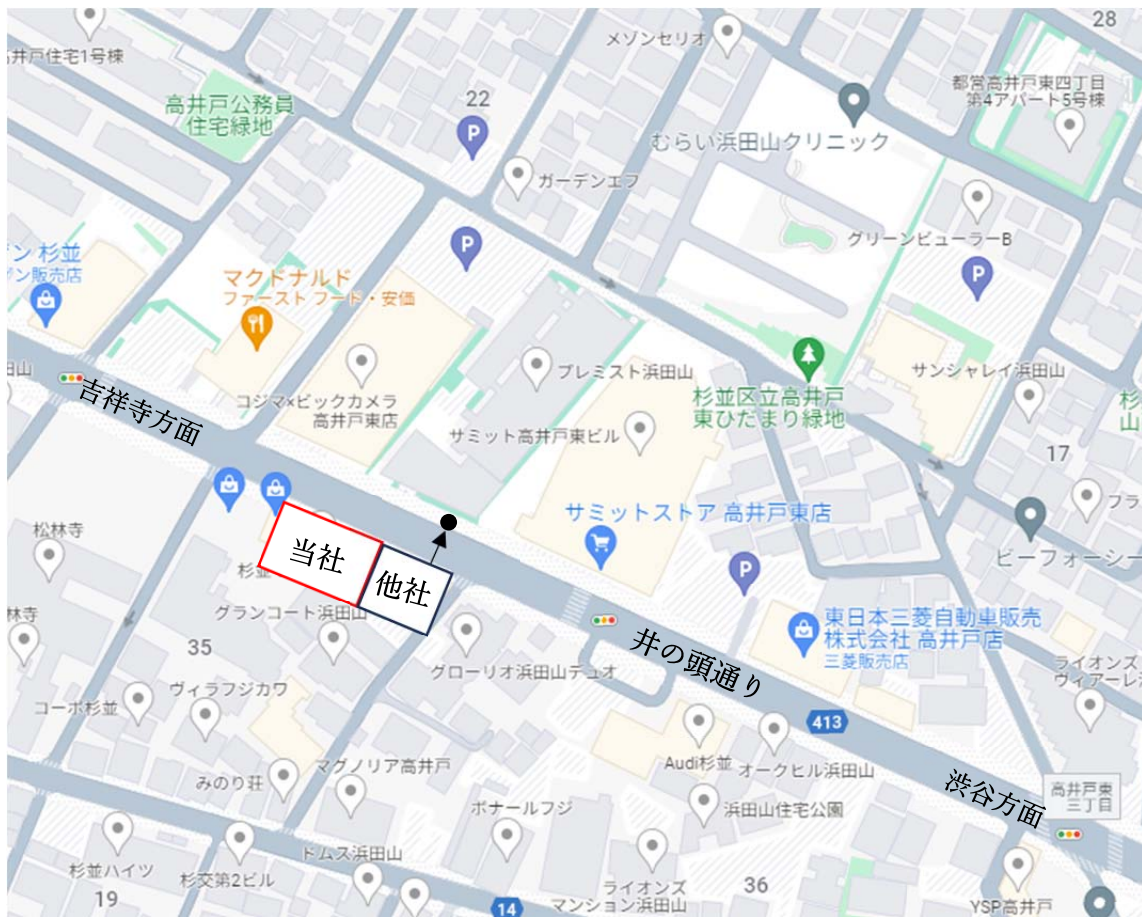 28
メゾンセリオ
井戸住宅1号棟
都営高井戸東四丁目
第4アパート5号棟
高井戸公務員
住宅緑地
22
P
むらい浜田山クリニック
ガーデンエフ
グリーンビューラーB
P
P
ン 杉並
ゲン販売店
マクドナルド
ファースト フード・安価
プレミスト浜田山
サンシャレイ浜田山
田山
吉祥寺方面
コジマ×ビックカメラ
高井戸東店
杉並区立高井戸
東ひだまり緑地
杉
山
サミット高井戸東ビル
17
プラ
サミットストア 高井戸東店
松林寺
当社
他社
杉並
ビーフォーシー
P
林寺
グランコート浜田山
東日本三菱自動車販売
株式会社 高井戸店
三菱販売店
35
井の頭通り
グローリオ浜田山デュオ
ライオンズ
ヴィアーレ
ヴィラフジカワ
コーポ杉並
413
Audi杉並
オークヒル浜田山
マグノリア高井戸
みのり荘
渋谷方面
高井戸東
三丁目
ボナールフジ
浜田山住宅公園
ドムス浜田山
杉並ハイツ
杉交第2ビル
19
14
ライオンズ
マンション浜田山
36
YSP高井戸